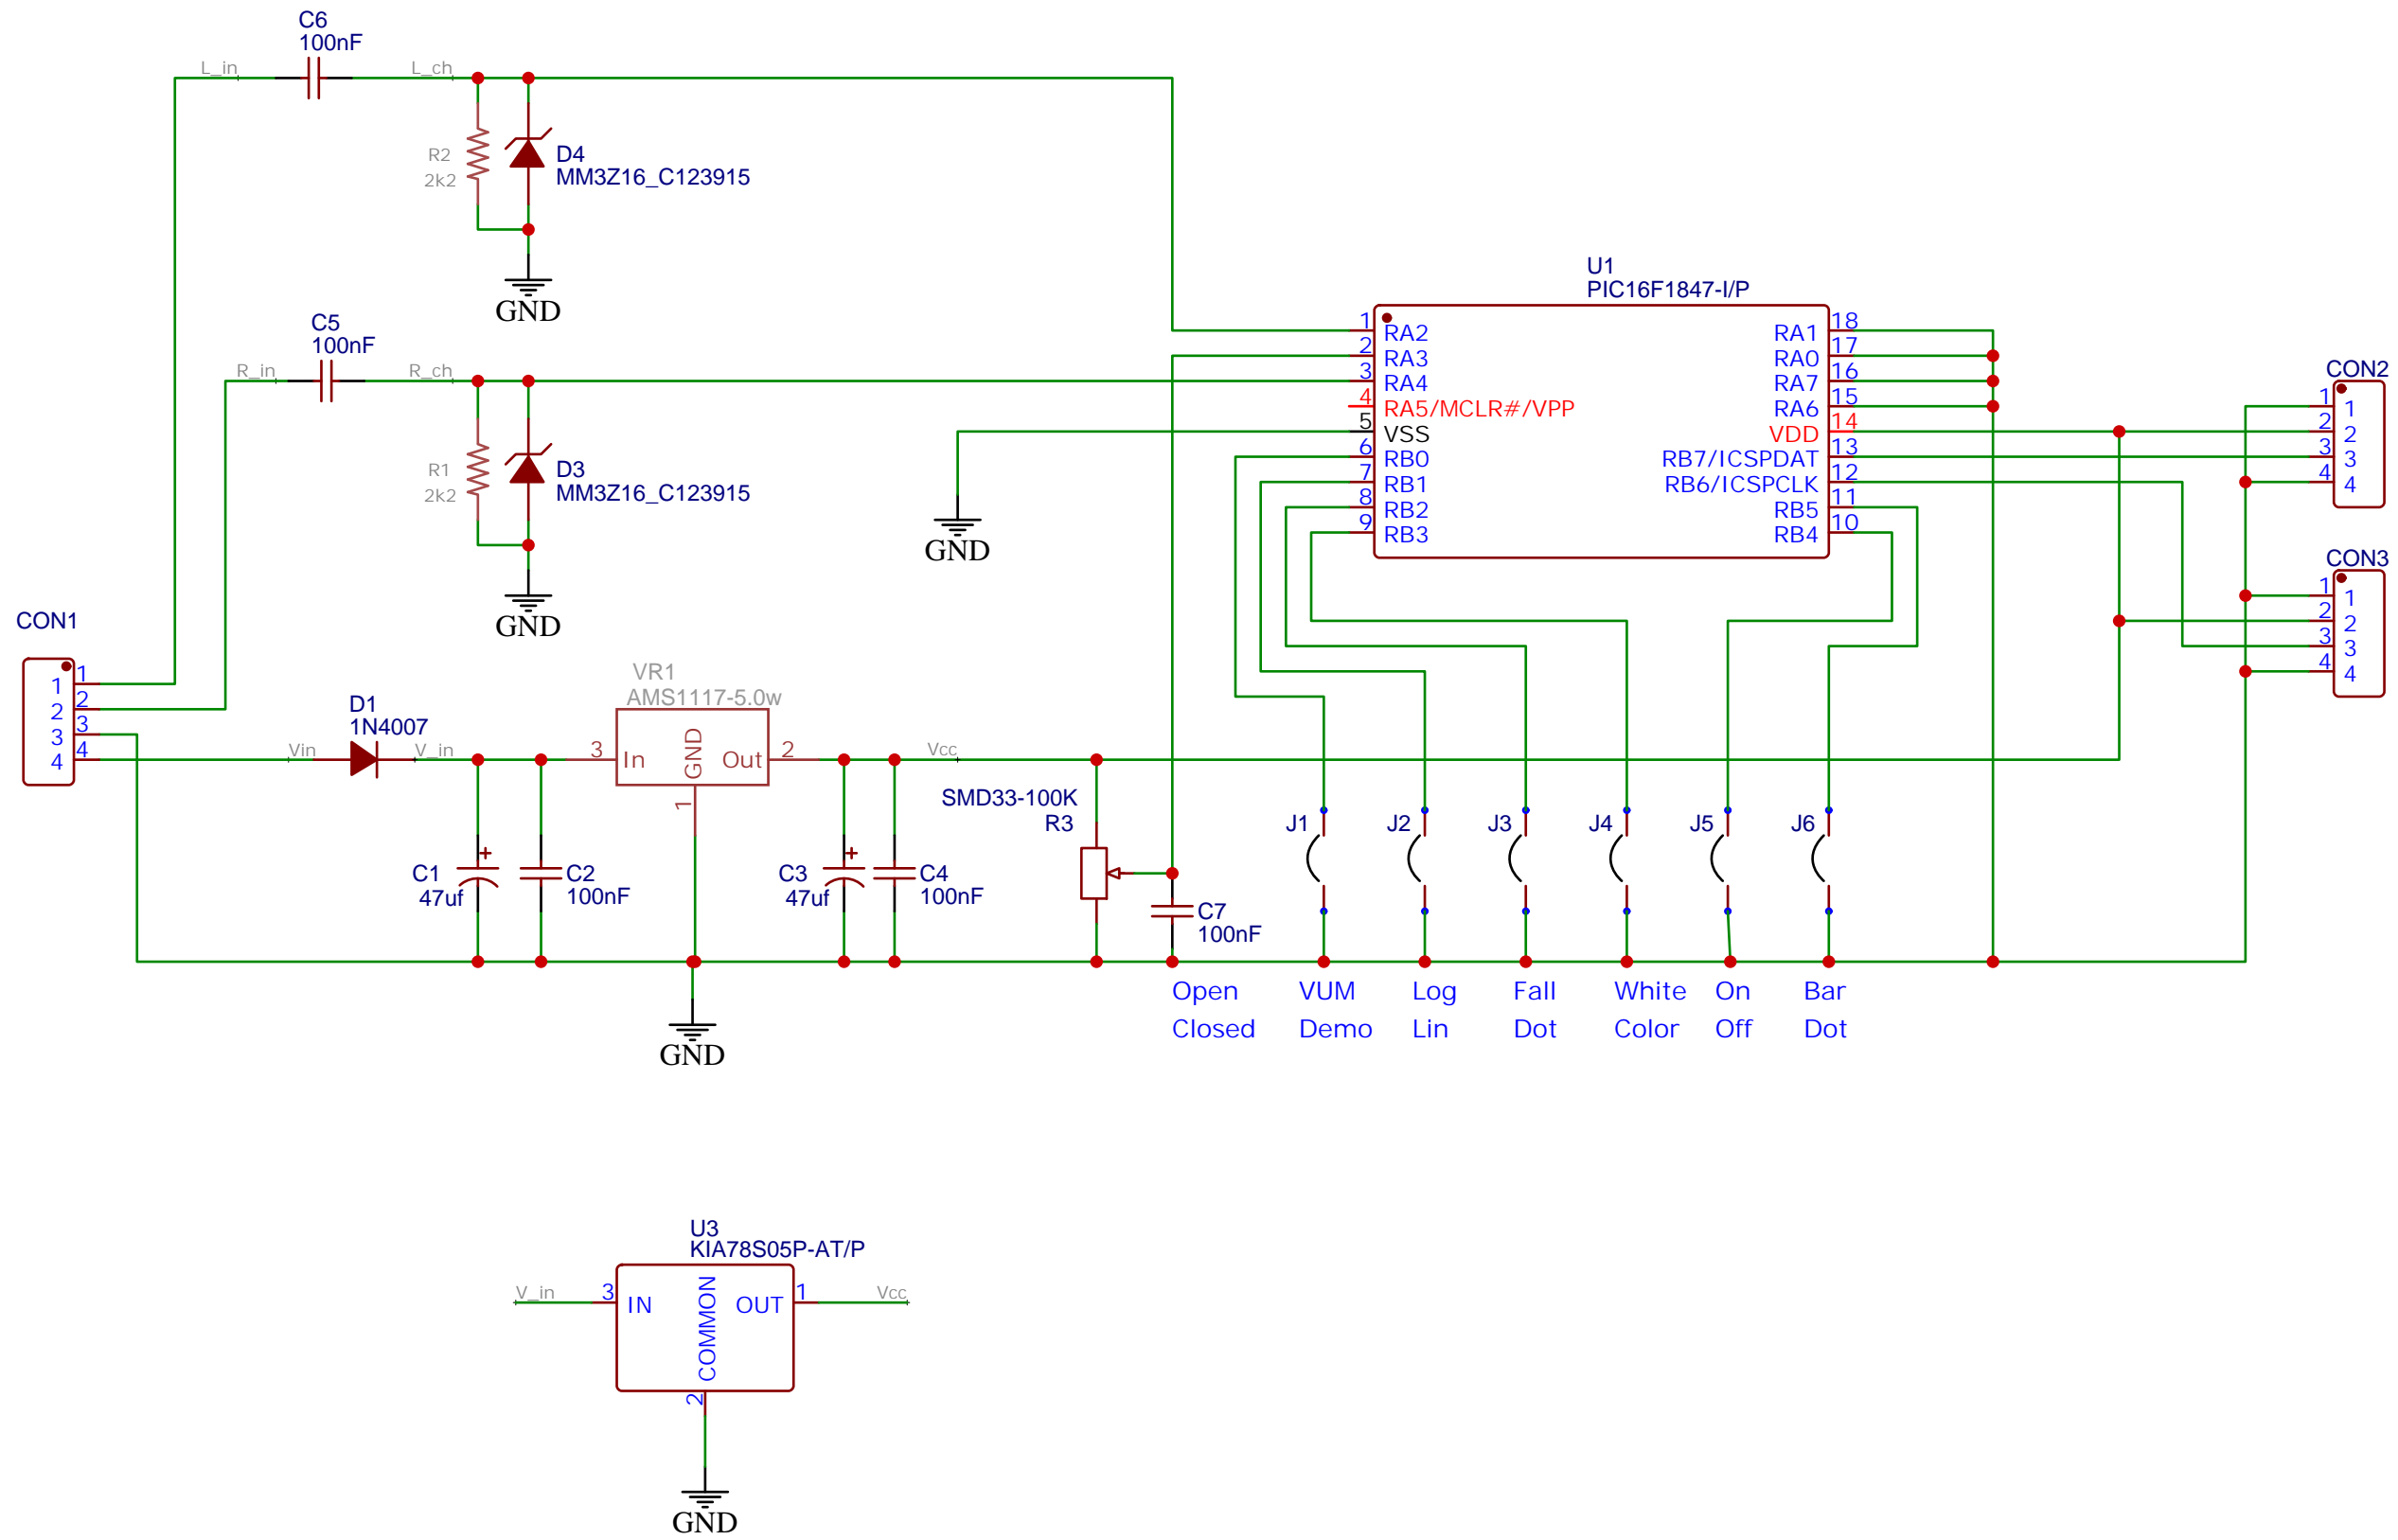 C6
100nF
L_in
L_ch
R2
2k2
D4
MM3Z16_C123915
GND
C5
100nF
R_in
R_ch
R1
2k2
D3
MM3Z16_C123915
GND
CON1
1 1
2 2
3 3
4 4
D1
1N4007
Vin
V_in
VR1
AMS1117-5.0w
3 In
GND
1
Out 2
Vcc
C1
47uf
C2
100nF
C3
47uf
C4
100nF
GND
SMD33-100K
R3
C7
100nF
GND
U1
PIC16F1847-I/P
1 RA2
2 RA3
3 RA4
4 RA5/MCLR#/VPP
5 VSS
6 RB0
7 RB1
8 RB2
9 RB3
RA1 18
RA0 17
RA7 16
RA6 15
VDD 14
RB7/ICSPDAT 13
RB6/ICSPCLK 12
RB5 11
RB4 10
CON2
1 1
2 2
3 3
4 4
CON3
1 1
2 2
3 3
4 4
J1
J2
J3
J4
J5
J6
Open VUM Log Fall White On Bar
Closed Demo Lin Dot Color Off Dot
U3
KIA78S05P-AT/P
V_in
3 IN
COMMON
OUT 1
Vcc
2
GND